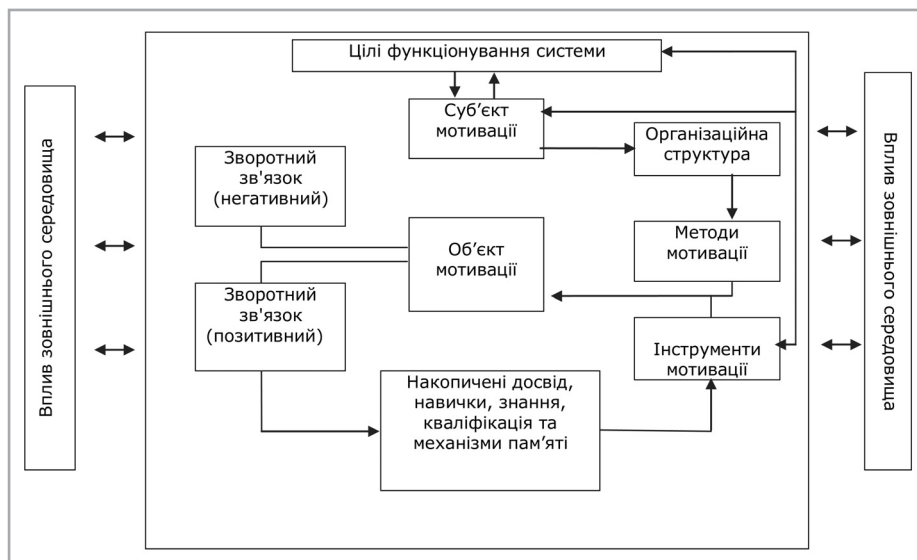 Вплив зовнішнього середовища
Цілі функціонування системи
Суб’єкт
мотивації
Організаційна
структура
Зворотний
зв'язок
(негативний)
Об’єкт
мотивації
Методи
мотивації
Зворотний
зв'язок
(позитивний)
Інструменти
мотивації
Накопичені досвід,
навички, знання,
кваліфікація та
механізми пам’яті
Вплив зовнішнього середовища